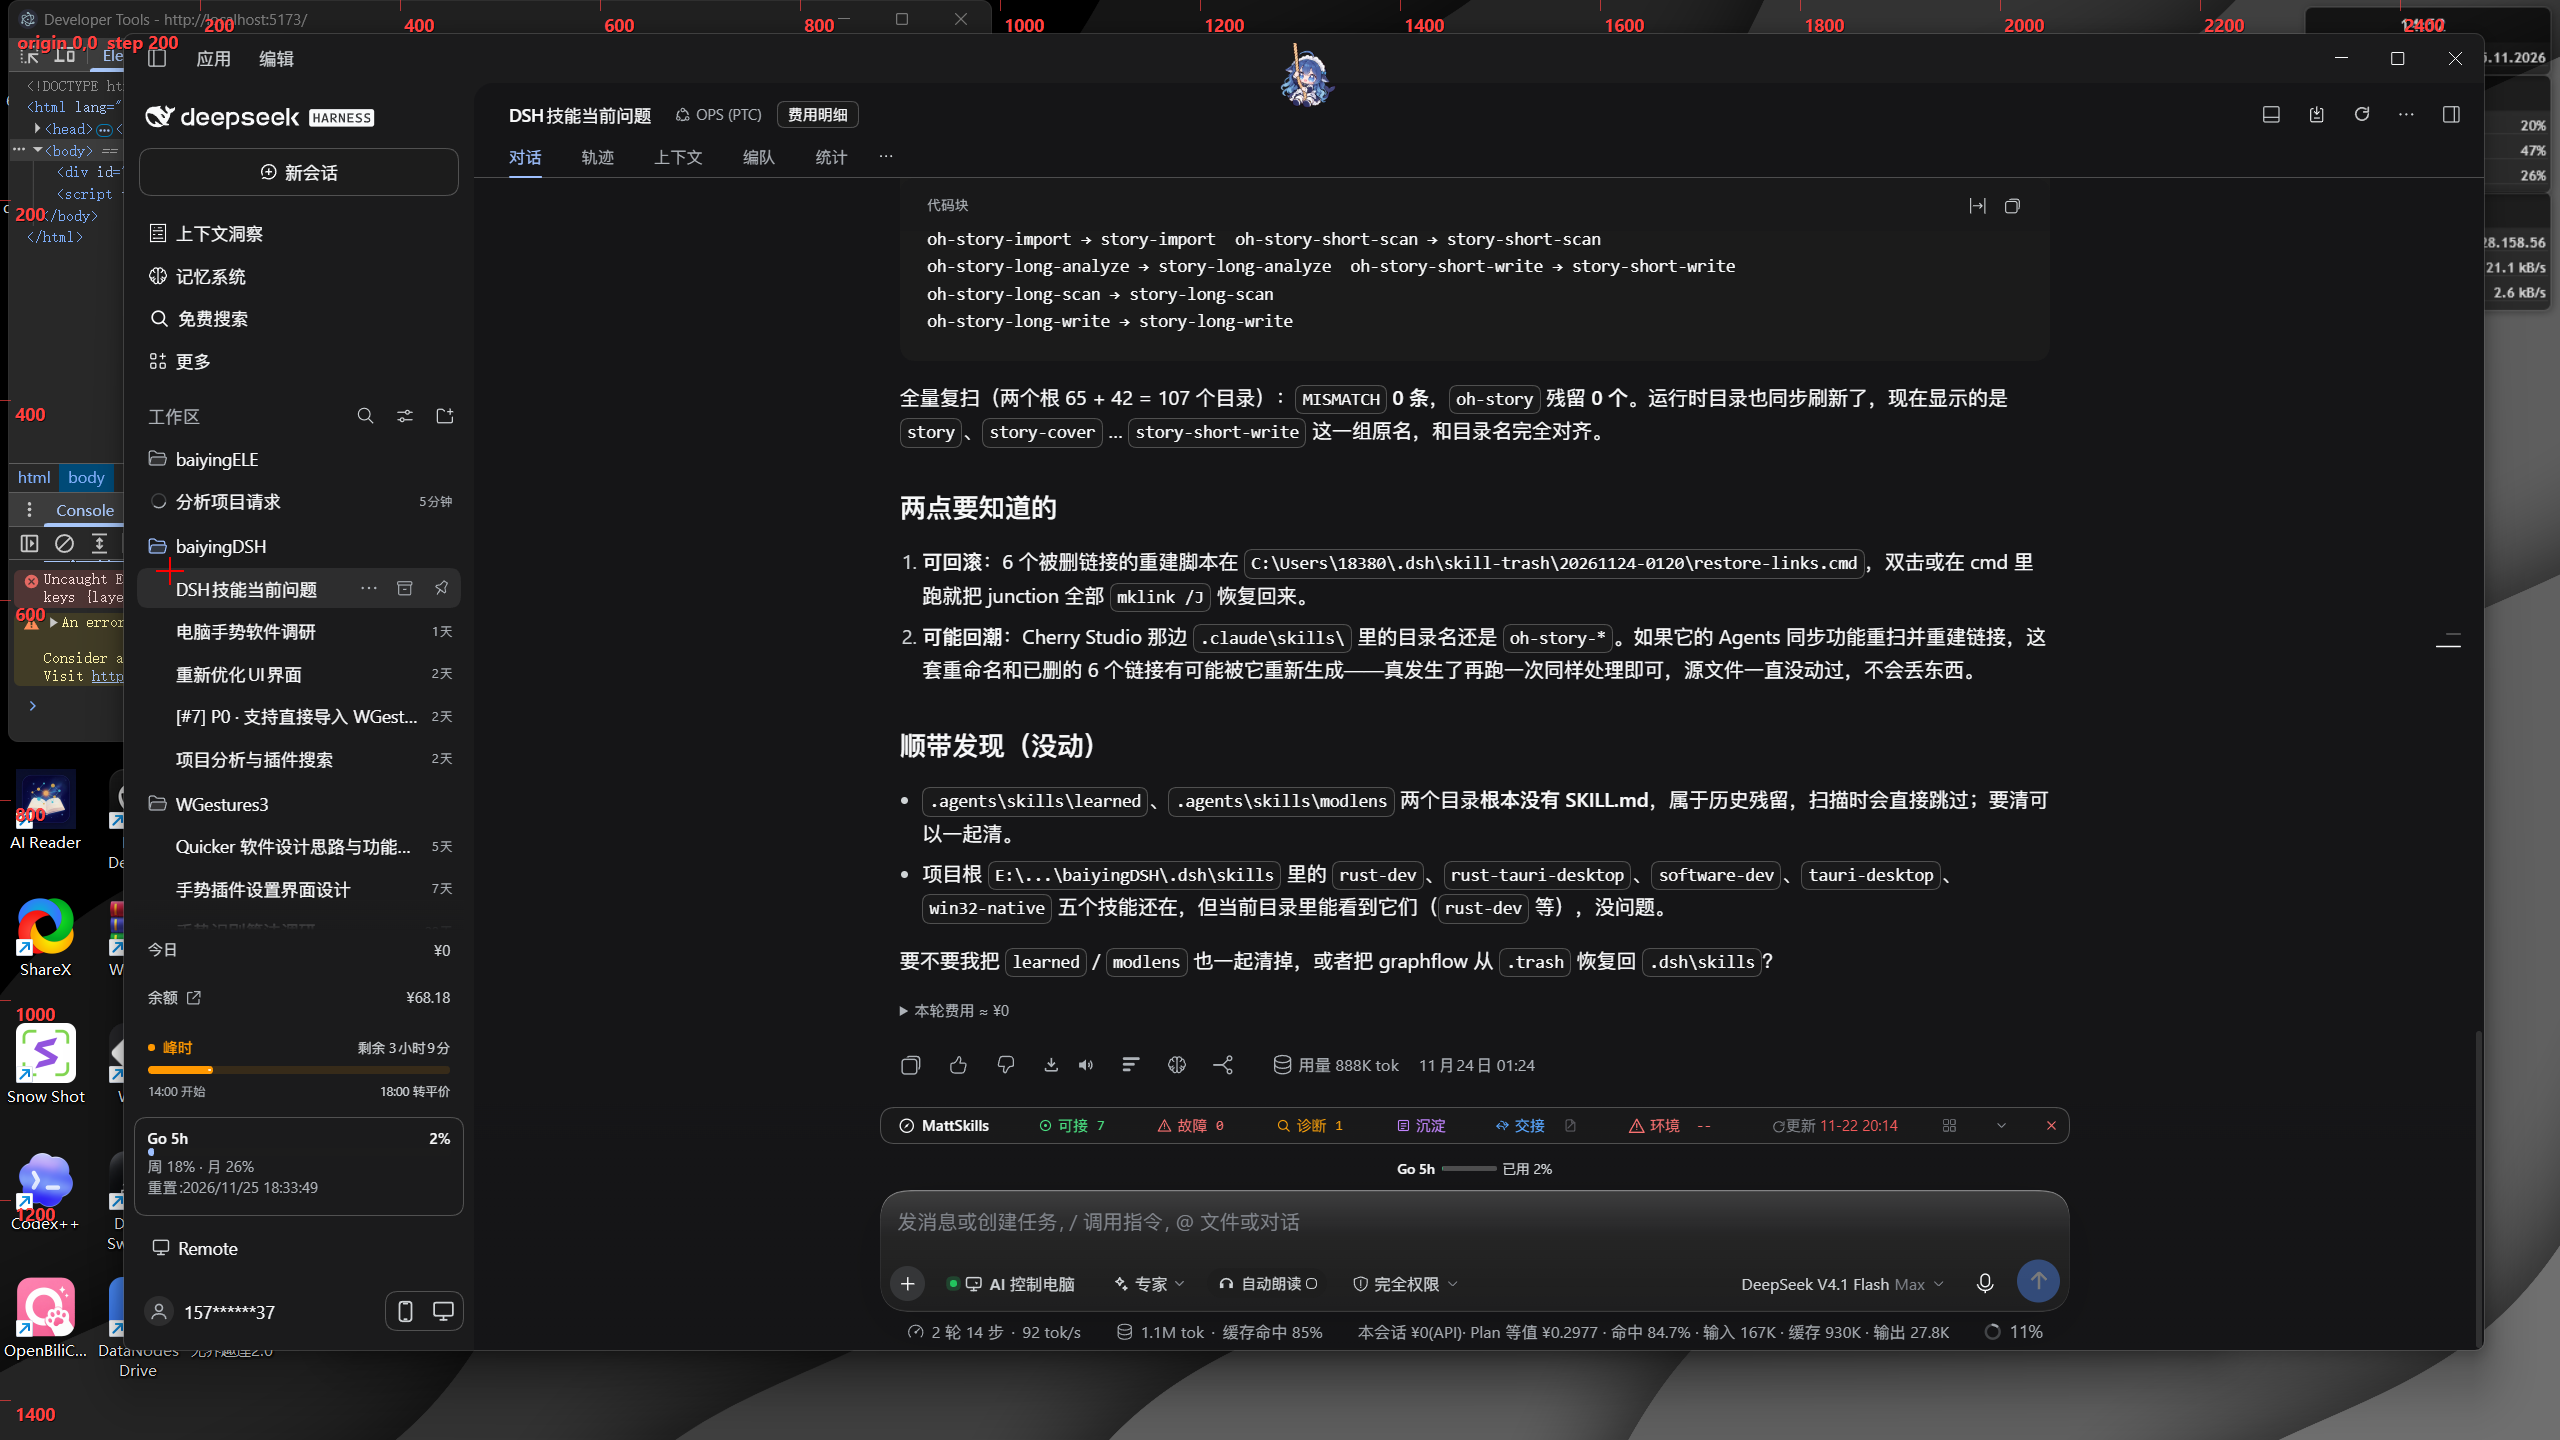 Developer Tools - http://localhost:5173/
origin 0,0 step 200
200
400
600
800
1000
1200
1400
1600
1800
2000
2200
2400
Ele
<!DOCTYPE ht
<html lang="
<head>
<body> ==
<div id="
<script
</body>
</html>
200
400
600
800
1000
1200
1400
html
body
Console
Uncaught E
keys {laye
An error
Consider a
Visit http
AI Reader
De
ShareX
W
Snow Shot
Codex++
Sw
OpenBiliC...
DataNodes
Drive
应用
编辑
deepseek HARNESS
新会话
上下文洞察
记忆系统
免费搜索
更多
工作区
baiyingELE
分析项目请求
5分钟
baiyingDSH
DSH技能当前问题
电脑手势软件调研
1天
重新优化UI界面
2天
[#7] P0 · 支持直接导入 WGest...
2天
项目分析与插件搜索
2天
WGestures3
Quicker 软件设计思路与功能...
5天
手势插件设置界面设计
7天
今日
¥0
余额
¥68.18
峰时
剩余 3小时9分
14:00 开始
18:00 转平价
Go 5h
2%
周 18% · 月 26%
重置:2026/11/25 18:33:49
Remote
157******37
DSH技能当前问题
OPS (PTC)
费用明细
对话
轨迹
上下文
编队
统计
代码块
oh-story-import → story-import oh-story-short-scan → story-short-scan
oh-story-long-analyze → story-long-analyze oh-story-short-write → story-short-write
oh-story-long-scan → story-long-scan
oh-story-long-write → story-long-write
全量复扫（两个根 65 + 42 = 107 个目录）：MISMATCH 0 条，oh-story 残留 0 个。运行时目录也同步刷新了，现在显示的是
story、story-cover ... story-short-write 这一组原名，和目录名完全对齐。
两点要知道的
1. 可回滚：6 个被删链接的重建脚本在 C:\Users\18380\.dsh\skill-trash\20261124-0120\restore-links.cmd，双击或在 cmd 里
跑就把 junction 全部 mklink /J 恢复回来。
2. 可能回潮：Cherry Studio 那边 .claude\skills\ 里的目录名还是 oh-story-*。如果它的 Agents 同步功能重扫并重建链接，这
套重命名和已删的 6 个链接有可能被它重新生成——真发生了再跑一次同样处理即可，源文件一直没动过，不会丢东西。
顺带发现（没动）
• .agents\skills\learned、.agents\skills\modlens 两个目录根本没有 SKILL.md，属于历史残留，扫描时会直接跳过；要清可
以一起清。
• 项目根 E:\...\baiyingDSH\.dsh\skills 里的 rust-dev、rust-tauri-desktop、software-dev、tauri-desktop、
win32-native 五个技能还在，但当前目录里能看到它们（rust-dev 等），没问题。
要不要我把 learned / modlens 也一起清掉，或者把 graphflow 从 .trash 恢复回 .dsh\skills？
本轮费用 ≈ ¥0
用量 888K tok
11月24日 01:24
MattSkills
可接 7
故障 0
诊断 1
沉淀
交接
环境 --
更新 11-22 20:14
Go 5h
已用 2%
发消息或创建任务, / 调用指令, @ 文件或对话
AI 控制电脑
专家
自动朗读
完全权限
DeepSeek V4.1 Flash Max
2 轮 14 步 · 92 tok/s
1.1M tok · 缓存命中 85%
本会话 ¥0(API)· Plan 等值 ¥0.2977 · 命中 84.7% · 输入 167K · 缓存 930K · 输出 27.8K
11%
.11.2026
20%
47%
26%
28.158.56
21.1 kB/s
2.6 kB/s